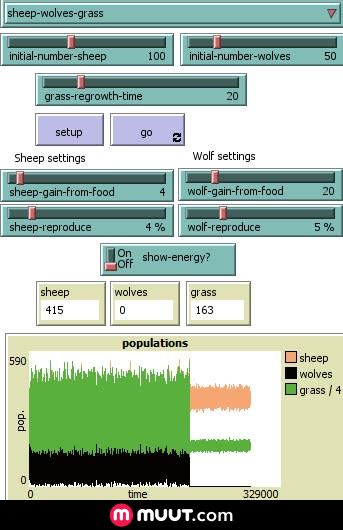 sheep-wolves-grass
initial-number-sheep 100
initial-number-wolves 50
grass-regrowth-time 20
setup
go
Sheep settings
Wolf settings
sheep-gain-from-food 4
wolf-gain-from-food 20
sheep-reproduce 4 %
wolf-reproduce 5 %
On
Off
show-energy?
sheep
415
wolves
0
grass
163
populations
590
pop.
0
0
time
329000
sheep
wolves
grass / 4
m MUUT.com